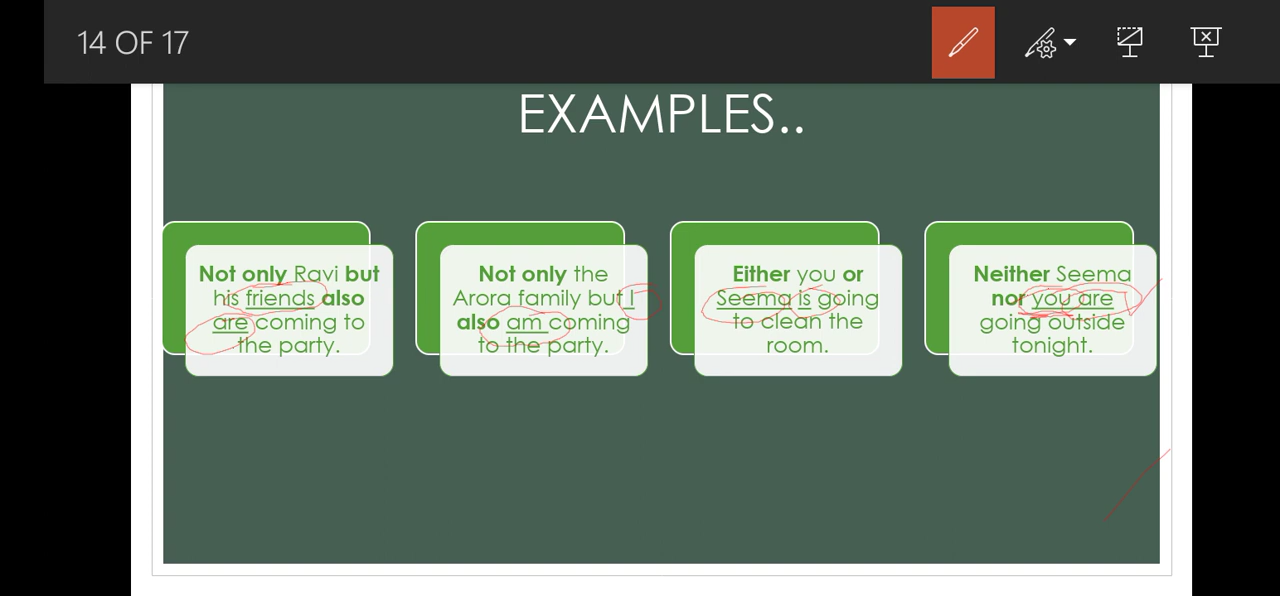 14 OF 17
EXAMPLES..
Not only Ravi but
his friends also
are coming to
the party.
Not only the
Arora family but I
also am coming
to the party.
Either you or
Seema is going
to clean the
room.
Neither Seema
nor you are
going outside
tonight.